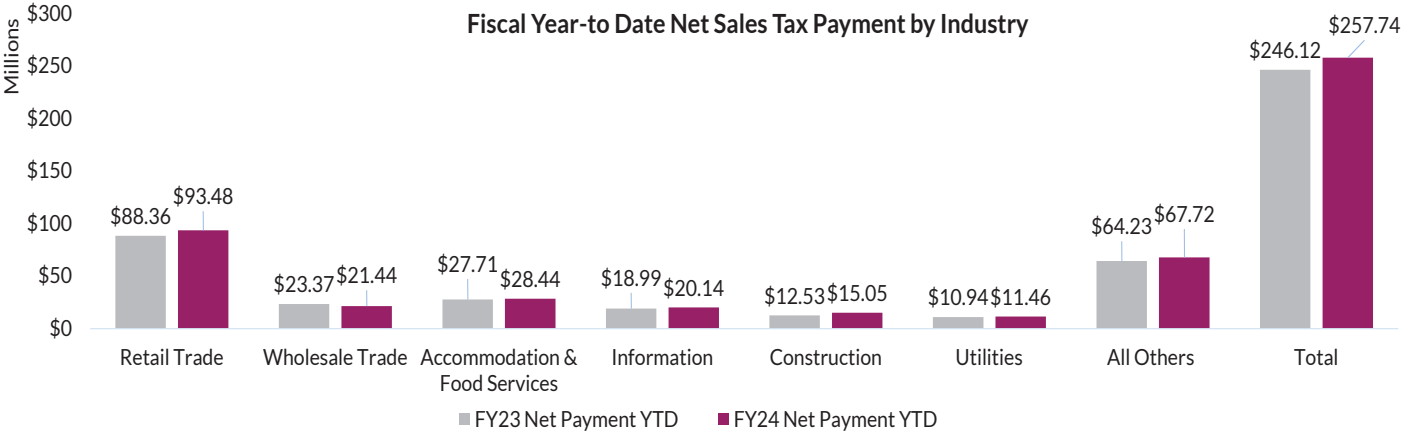 Fiscal Year-to Date Net Sales Tax Payment by Industry
Millions
$300
$250
$200
$150
$100
$50
$0
$88.36
$93.48
$23.37
$21.44
$27.71
$28.44
$18.99
$20.14
$12.53
$15.05
$10.94
$11.46
$64.23
$67.72
$246.12
$257.74
Retail Trade
Wholesale Trade
Accommodation &
Food Services
Information
Construction
Utilities
All Others
Total
FY23 Net Payment YTD
FY24 Net Payment YTD